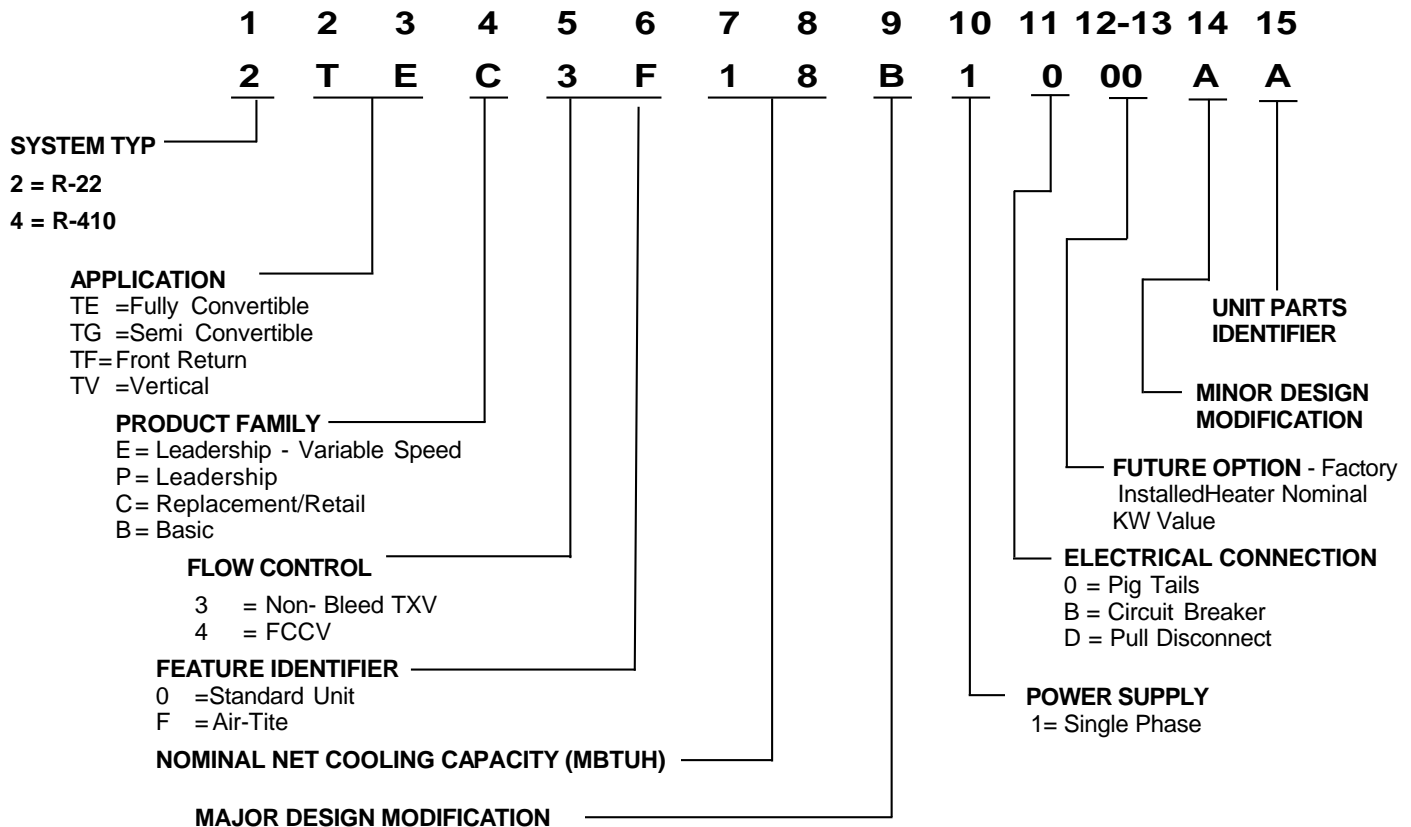 1 2 3 4 5 6 7 8 9 10 11 12-13 14 15
2 T E C 3 F 1 8 B 1 0 00 A A
SYSTEM TYP
2 = R-22
4 = R-410
APPLICATION
TE =Fully Convertible
TG =Semi Convertible
TF= Front Return
TV =Vertical
PRODUCT FAMILY
E = Leadership - Variable Speed
P = Leadership
C= Replacement/Retail
B = Basic
FLOW CONTROL
3 = Non- Bleed TXV
4 = FCCV
FEATURE IDENTIFIER
0 =Standard Unit
F = Air-Tite
NOMINAL NET COOLING CAPACITY (MBTUH)
MAJOR DESIGN MODIFICATION
UNIT PARTS
IDENTIFIER
MINOR DESIGN
MODIFICATION
FUTURE OPTION - Factory
InstalledHeater Nominal
KW Value
ELECTRICAL CONNECTION
0 = Pig Tails
B = Circuit Breaker
D = Pull Disconnect
POWER SUPPLY
1= Single Phase